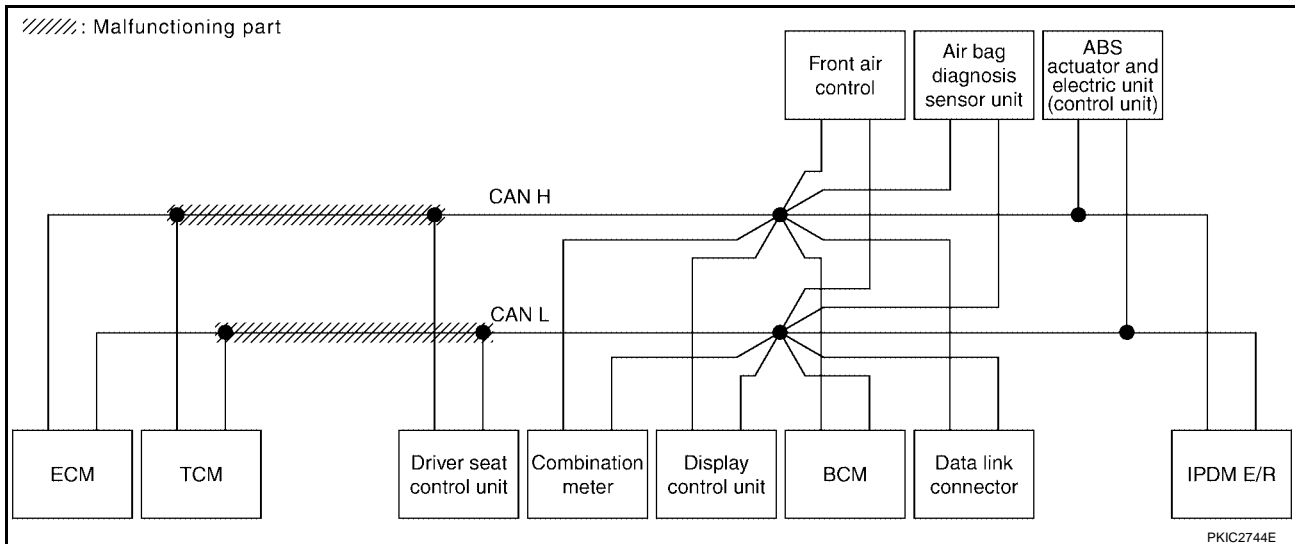 : Malfunctioning part
Front air
control
Air bag
diagnosis
sensor unit
ABS
actuator and
electric unit
(control unit)
CAN H
CAN L
ECM
TCM
Driver seat
control unit
Combination
meter
Display
control unit
BCM
Data link
connector
IPDM E/R
PKIC2744E